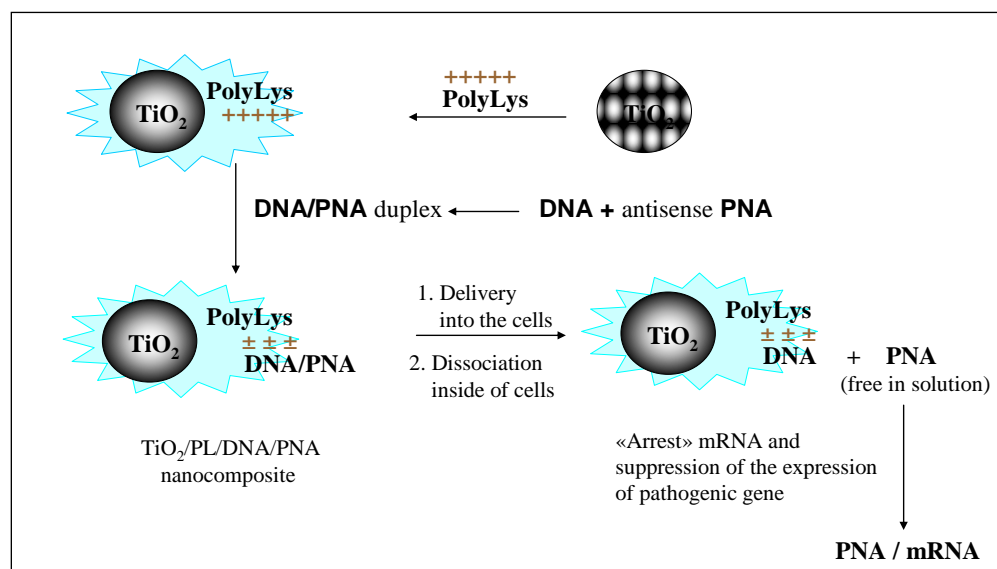 +++++
PolyLys
TiO₂
PolyLys
+++++
TiO₂
DNA/PNA duplex
DNA + antisense PNA
TiO₂
PolyLys
± ± ±
DNA/PNA
1. Delivery
into the cells
2. Dissociation
inside of cells
TiO₂
PolyLys
± ± ±
DNA + PNA
(free in solution)
TiO₂/PL/DNA/PNA
nanocomposite
«Arrest» mRNA and
suppression of the expression
of pathogenic gene
PNA / mRNA